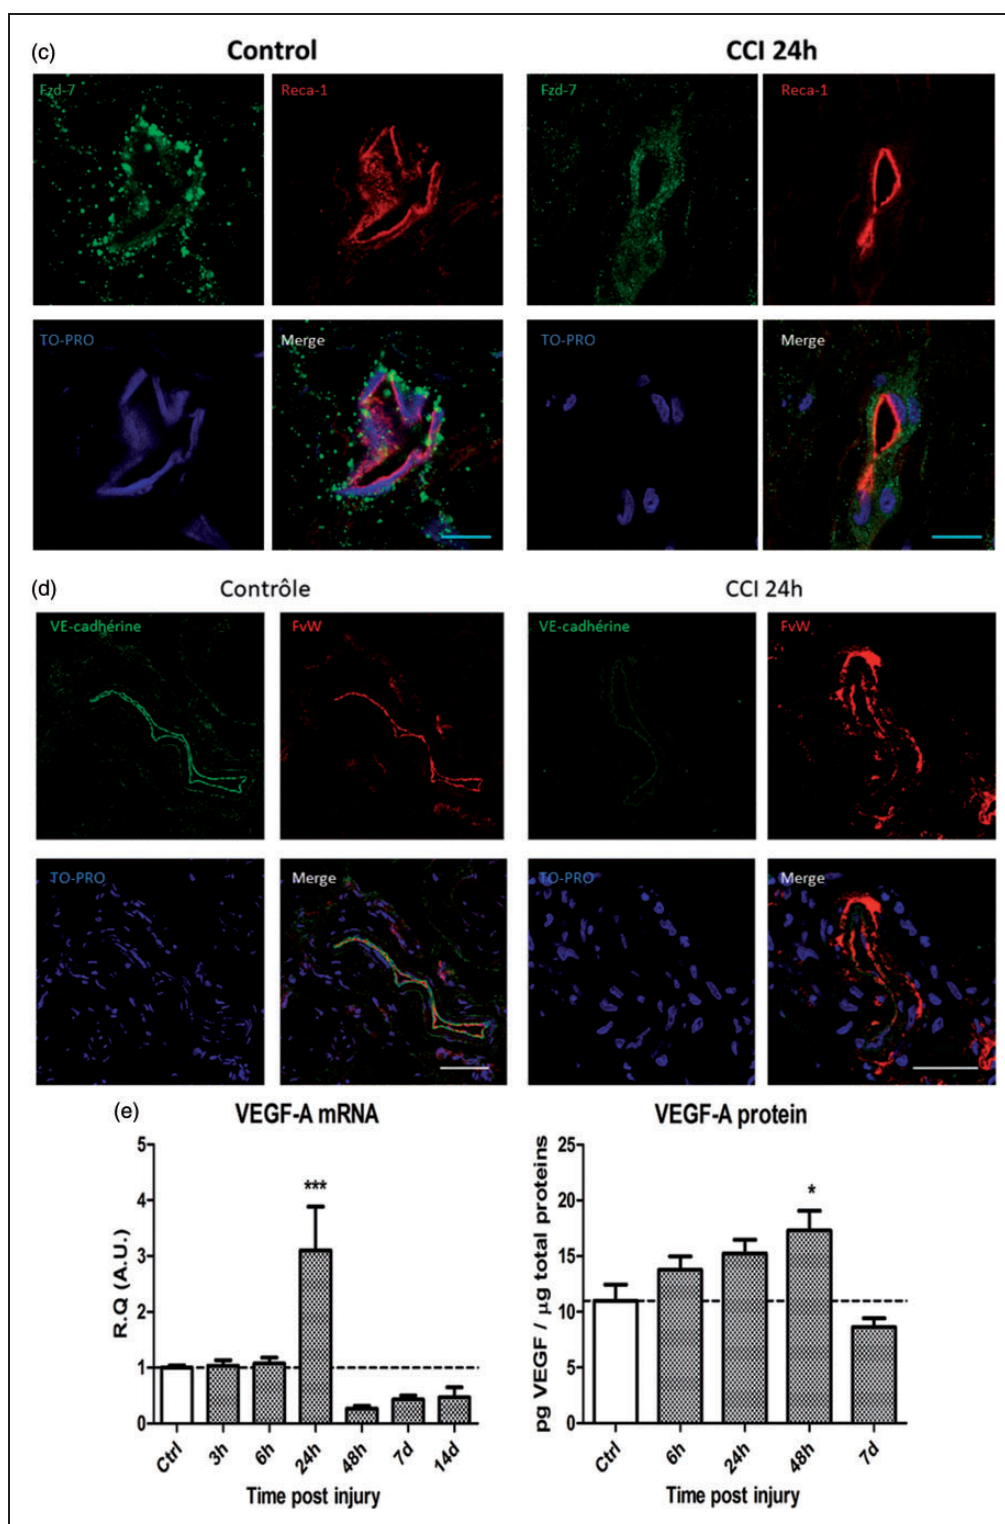 (c)
Control
CCI 24h
Fzd-7
Reca-1
Fzd-7
Reca-1
TO-PRO
Merge
TO-PRO
Merge
(d)
Contrôle
CCI 24h
VE-cadhérine
FvW
VE-cadhérine
FvW
TO-PRO
Merge
TO-PRO
Merge
(e)
VEGF-A mRNA
R.Q (A.U.)
5
4
3
2
1
0
***
Ctrl
3h
6h
24h
48h
7d
14d
Time post injury
VEGF-A protein
pg VEGF / µg total proteins
25
20
15
10
5
0
*
Ctrl
6h
24h
48h
7d
Time post injury